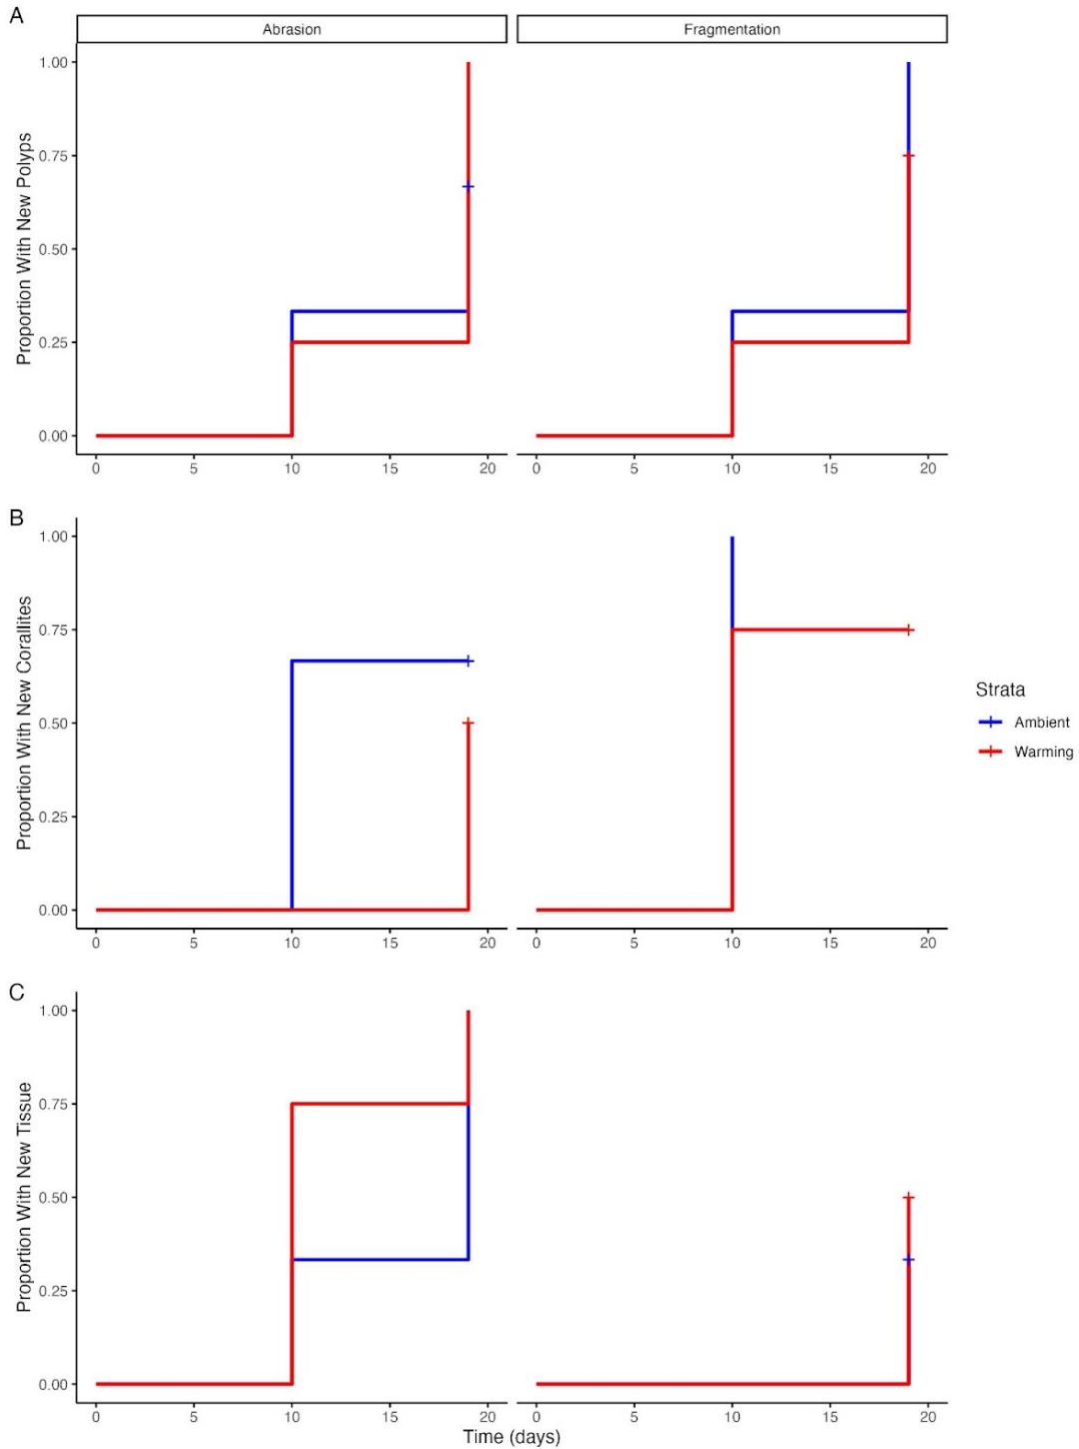 A
Abrasion Fragmentation
Proportion With New Polyps
1.00
0.75
0.50
0.25
0.00
0 5 10 15 20 0 5 10 15 20
B
Proportion With New Corallites
1.00
0.75
0.50
0.25
0.00
0 5 10 15 20 0 5 10 15 20
Strata
Ambient
Warming
C
Proportion With New Tissue
1.00
0.75
0.50
0.25
0.00
0 5 10 15 20 0 5 10 15 20
Time (days)